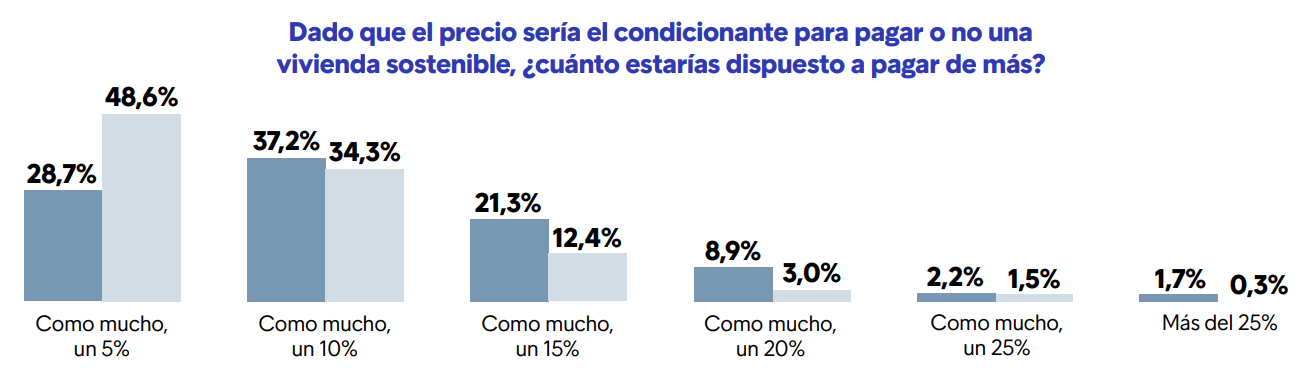 Dado que el precio sería el condicionante para pagar o no una
vivienda sostenible, ¿cuánto estarías dispuesto a pagar de más?
28,7%
48,6%
37,2%
34,3%
21,3%
12,4%
8,9%
3,0%
2,2%
1,5%
1,7%
0,3%
Como mucho,
un 5%
Como mucho,
un 10%
Como mucho,
un 15%
Como mucho,
un 20%
Como mucho,
un 25%
Más del 25%